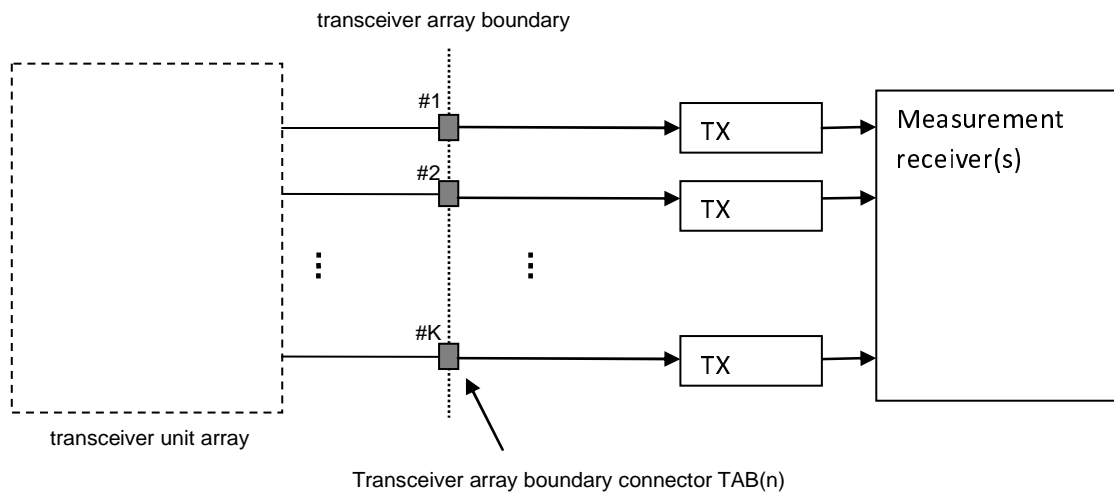 transceiver array boundary
#1
TX
Measurement
receiver(s)
#2
TX
#K
TX
transceiver unit array
Transceiver array boundary connector TAB(n)